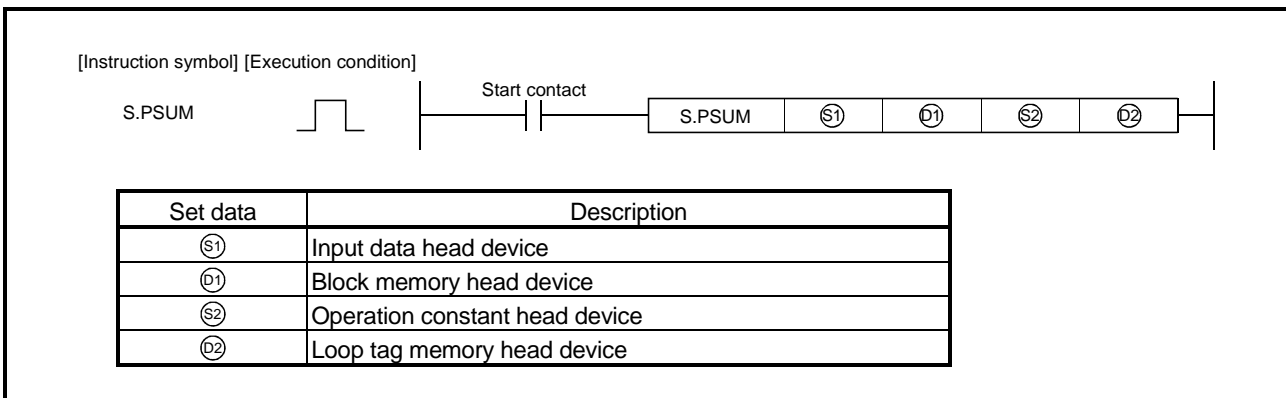 [Instruction symbol] [Execution condition]
Start contact
S.PSUM S.PSUM S1 D1 S2 D2
Set data Description
S1 Input data head device
D1 Block memory head device
S2 Operation constant head device
D2 Loop tag memory head device